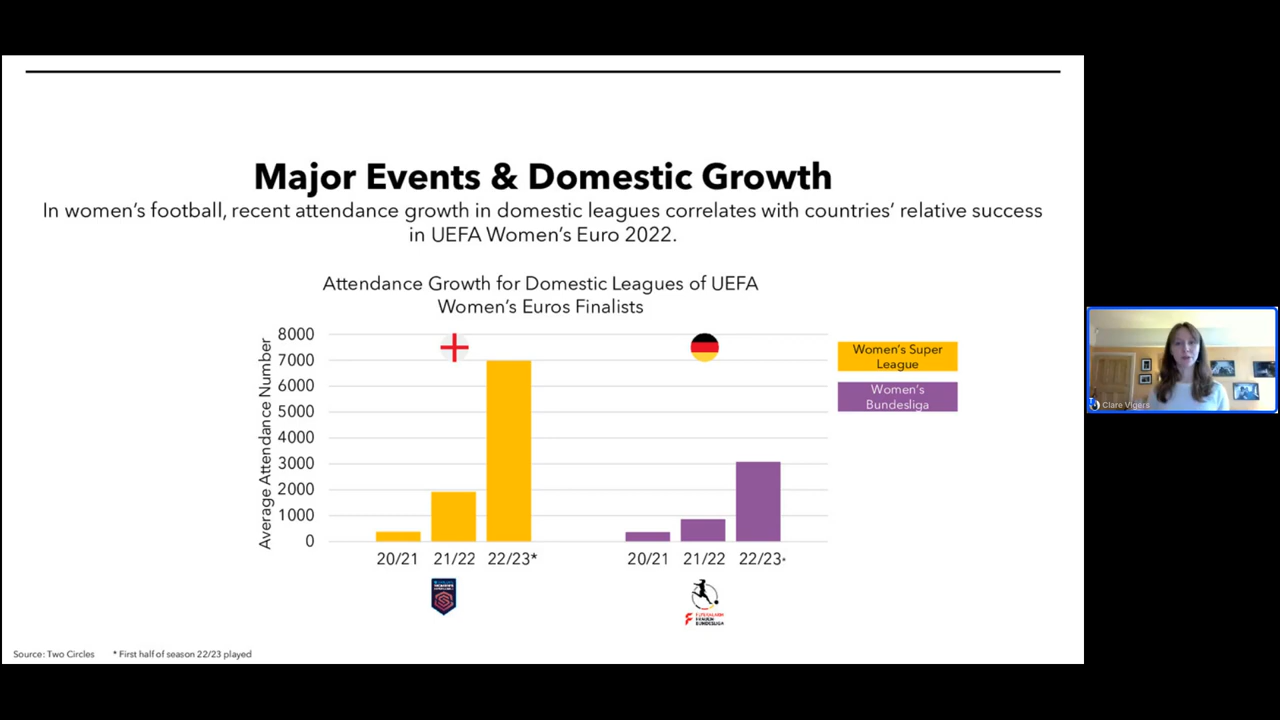 Major Events & Domestic Growth
In women's football, recent attendance growth in domestic leagues correlates with countries' relative success
in UEFA Women's Euro 2022.
Attendance Growth for Domestic Leagues of UEFA
Women's Euros Finalists
Average Attendance Number
8000
7000
6000
5000
4000
3000
2000
1000
0
20/21
21/22
22/23*
20/21
21/22
22/23*
Women's Super
League
Women's
Bundesliga
FRAUEN
BUNDESLIGA
Source: Two Circles
* First half of season 22/23 played
Clare Vigers